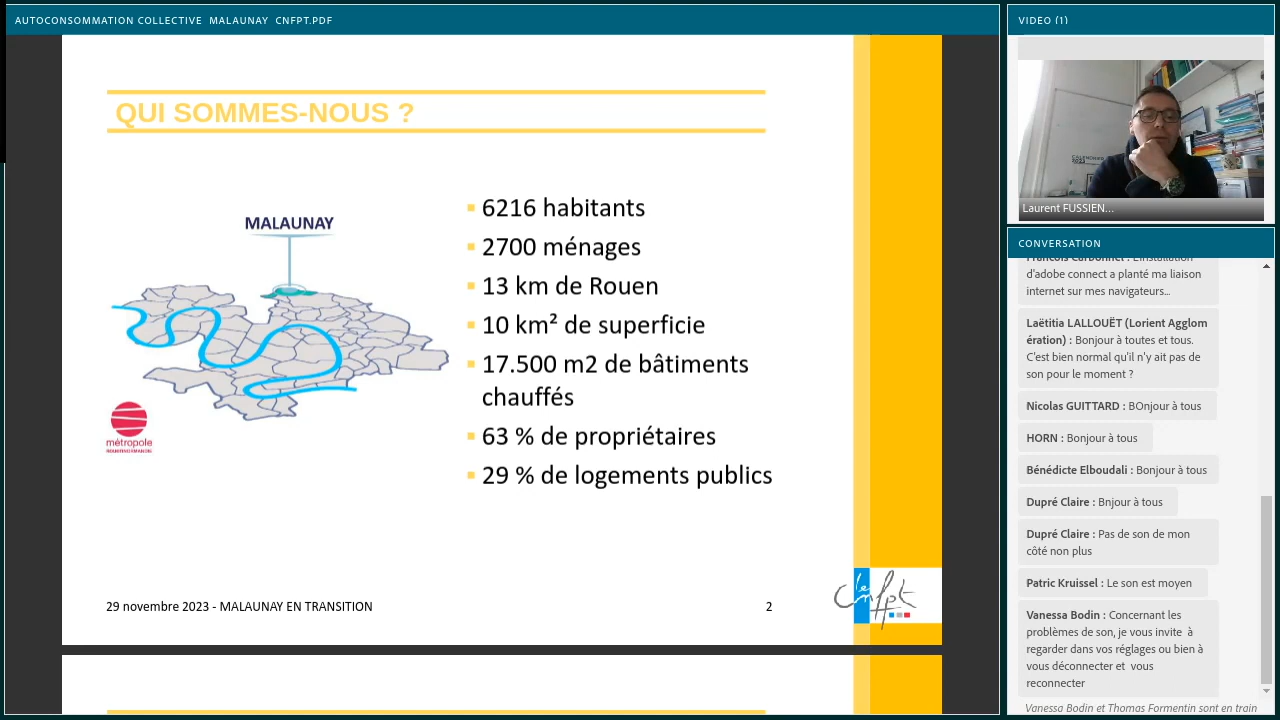 AUTOCONSOMMATION COLLECTIVE MALAUNAY CNFPT.PDF
QUI SOMMES-NOUS ?
MALAUNAY
métropole
ROUENNORMANDIE
6216 habitants
2700 ménages
13 km de Rouen
10 km² de superficie
17.500 m2 de bâtiments
chauffés
63 % de propriétaires
29 % de logements publics
29 novembre 2023 - MALAUNAY EN TRANSITION
2
cnfpt
VIDEO (1)
Laurent FUSSIEN...
CONVERSATION
François Carbonnel : L'installation
d'adobe connect a planté ma liaison
internet sur mes navigateurs...
Laëtitia LALLOUËT (Lorient Agglom
ération) : Bonjour à toutes et tous.
C'est bien normal qu'il n'y ait pas de
son pour le moment ?
Nicolas GUITTARD : BOnjour à tous
HORN : Bonjour à tous
Bénédicte Elboudali : Bonjour à tous
Dupré Claire : Bnjour à tous
Dupré Claire : Pas de son de mon
côté non plus
Patric Kruissel : Le son est moyen
Vanessa Bodin : Concernant les
problèmes de son, je vous invite à
regarder dans vos réglages ou bien à
vous déconnecter et vous
reconnecter
Vanessa Bodin et Thomas Formentin sont en train